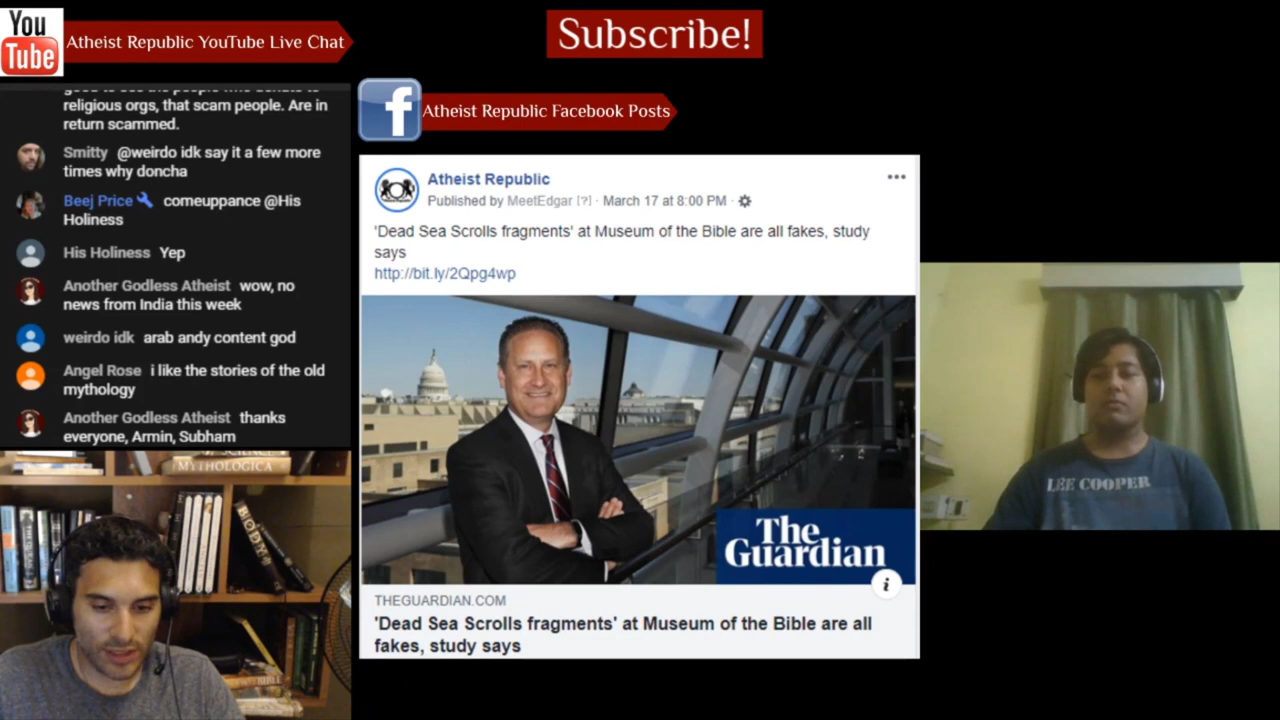 You
Tube
Atheist Republic YouTube Live Chat
Subscribe!
Atheist Republic Facebook Posts
religious orgs, that scam people. Are in
return scammed.
Smitty @weirdo idk say it a few more
times why doncha
Beej Price comeuppance @His
Holiness
His Holiness Yep
Another Godless Atheist wow, no
news from India this week
weirdo idk arab andy content god
Angel Rose i like the stories of the old
mythology
Another Godless Atheist thanks
everyone, Armin, Subham
Atheist Republic
Published by MeetEdgar [?] · March 17 at 8:00 PM ·
'Dead Sea Scrolls fragments' at Museum of the Bible are all fakes, study
says
http://bit.ly/2Qpg4wp
The
Guardian
i
THEGUARDIAN.COM
'Dead Sea Scrolls fragments' at Museum of the Bible are all
fakes, study says
MYTHOLOGICA
BIBLE
LEE COOPER